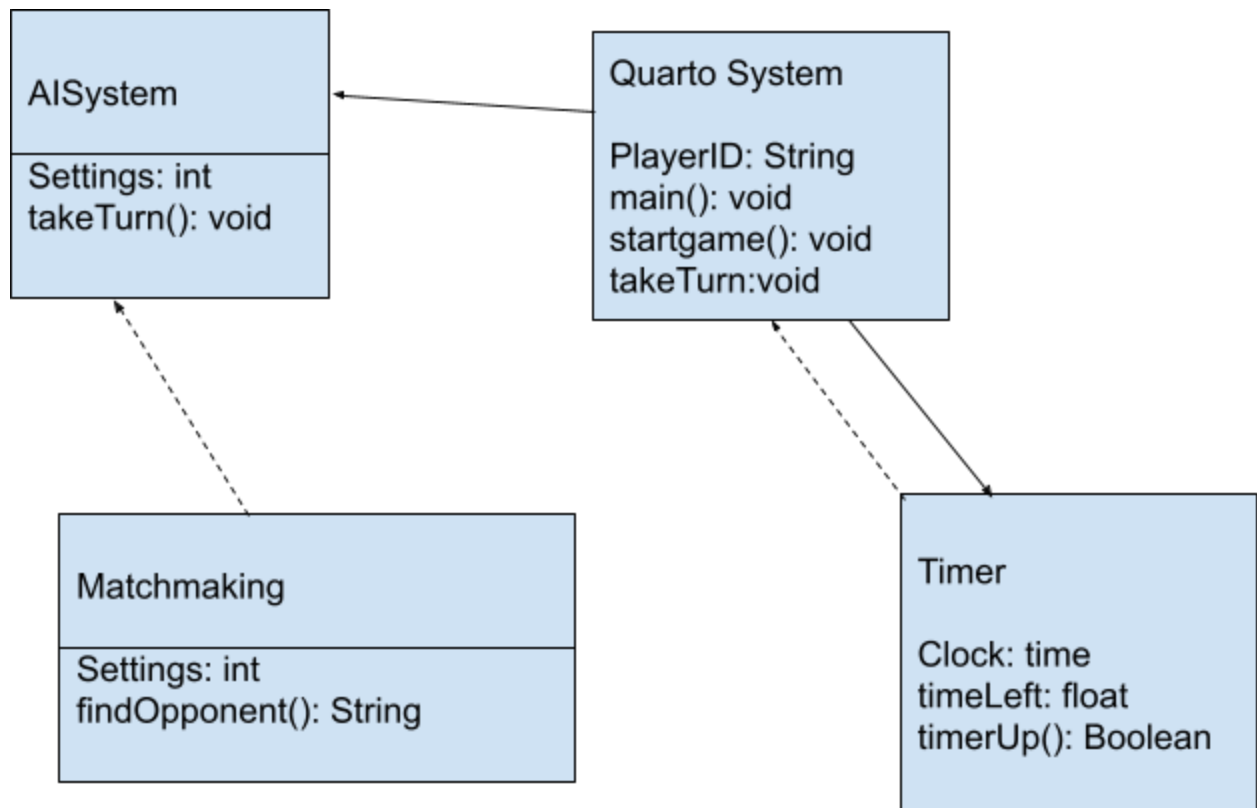 AISystem
Settings: int
takeTurn(): void
Quarto System
PlayerID: String
main(): void
startgame(): void
takeTurn:void
Matchmaking
Settings: int
findOpponent(): String
Timer
Clock: time
timeLeft: float
timerUp(): Boolean